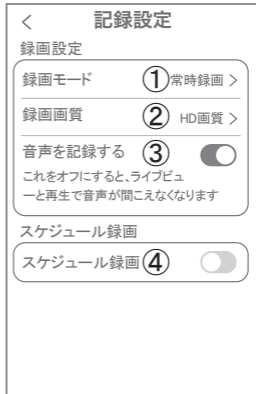 < 記録設定
録画設定
録画モード ① 常時録画 >
録画画質 ② HD画質 >
音声を記録する ③
これをオフにすると、ライブビュ
ーと再生で音声が間こえなくなります
スケジュール録画
スケジュール録画 ④